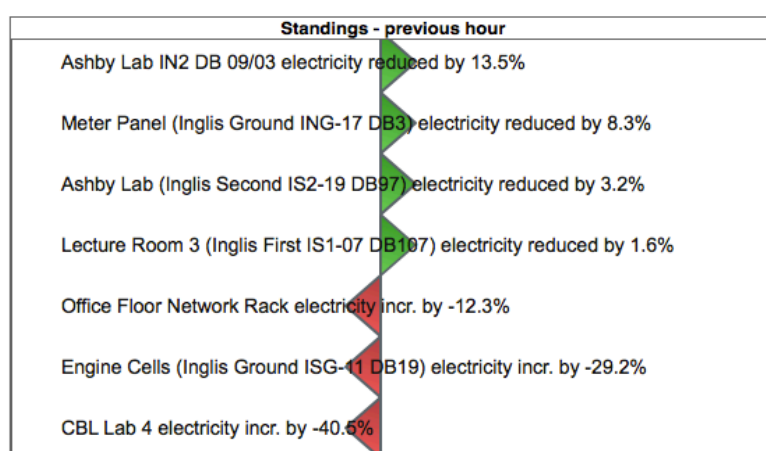 Standings - previous hour
Ashby Lab IN2 DB 09/03 electricity reduced by 13.5%
Meter Panel (Inglis Ground ING-17 DB3) electricity reduced by 8.3%
Ashby Lab (Inglis Second IS2-19 DB97) electricity reduced by 3.2%
Lecture Room 3 (Inglis First IS1-07 DB107) electricity reduced by 1.6%
Office Floor Network Rack electricity incr. by -12.3%
Engine Cells (Inglis Ground ISG-11 DB19) electricity incr. by -29.2%
CBL Lab 4 electricity incr. by -40.5%